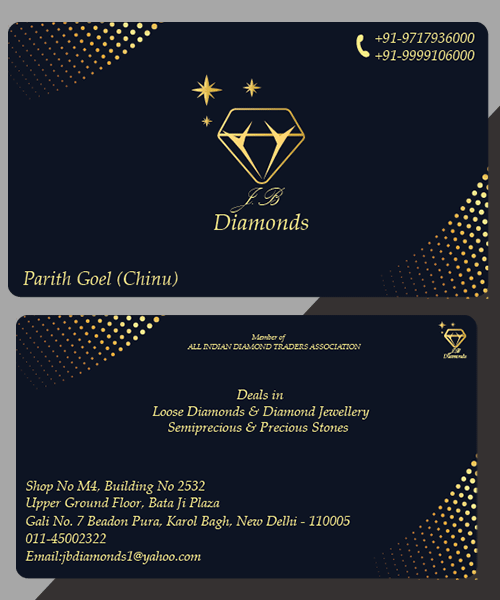 +91-9717936000
+91-9999106000
J. B
Diamonds
Parith Goel (Chinu)
Member of
ALL INDIAN DIAMOND TRADERS ASSOCIATION
J.B
Diamonds
Deals in
Loose Diamonds & Diamond Jewellery
Semiprecious & Precious Stones
Shop No M4, Building No 2532
Upper Ground Floor, Bata Ji Plaza
Gali No. 7 Beadon Pura, Karol Bagh, New Delhi - 110005
011-45002322
Email:jbdiamonds1@yahoo.com